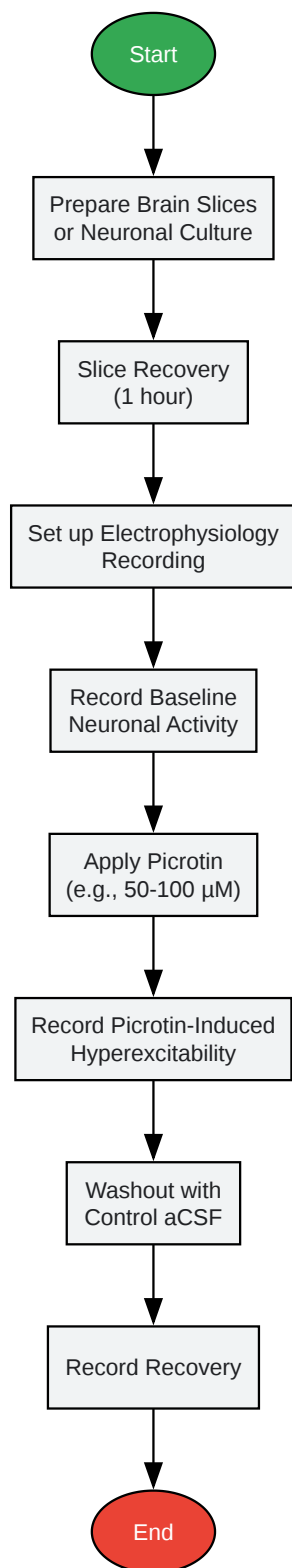 Start
Prepare Brain Slices
or Neuronal Culture
Slice Recovery
(1 hour)
Set up Electrophysiology
Recording
Record Baseline
Neuronal Activity
Apply Picrotin
(e.g., 50-100 µM)
Record Picrotin-Induced
Hyperexcitability
Washout with
Control aCSF
Record Recovery
End